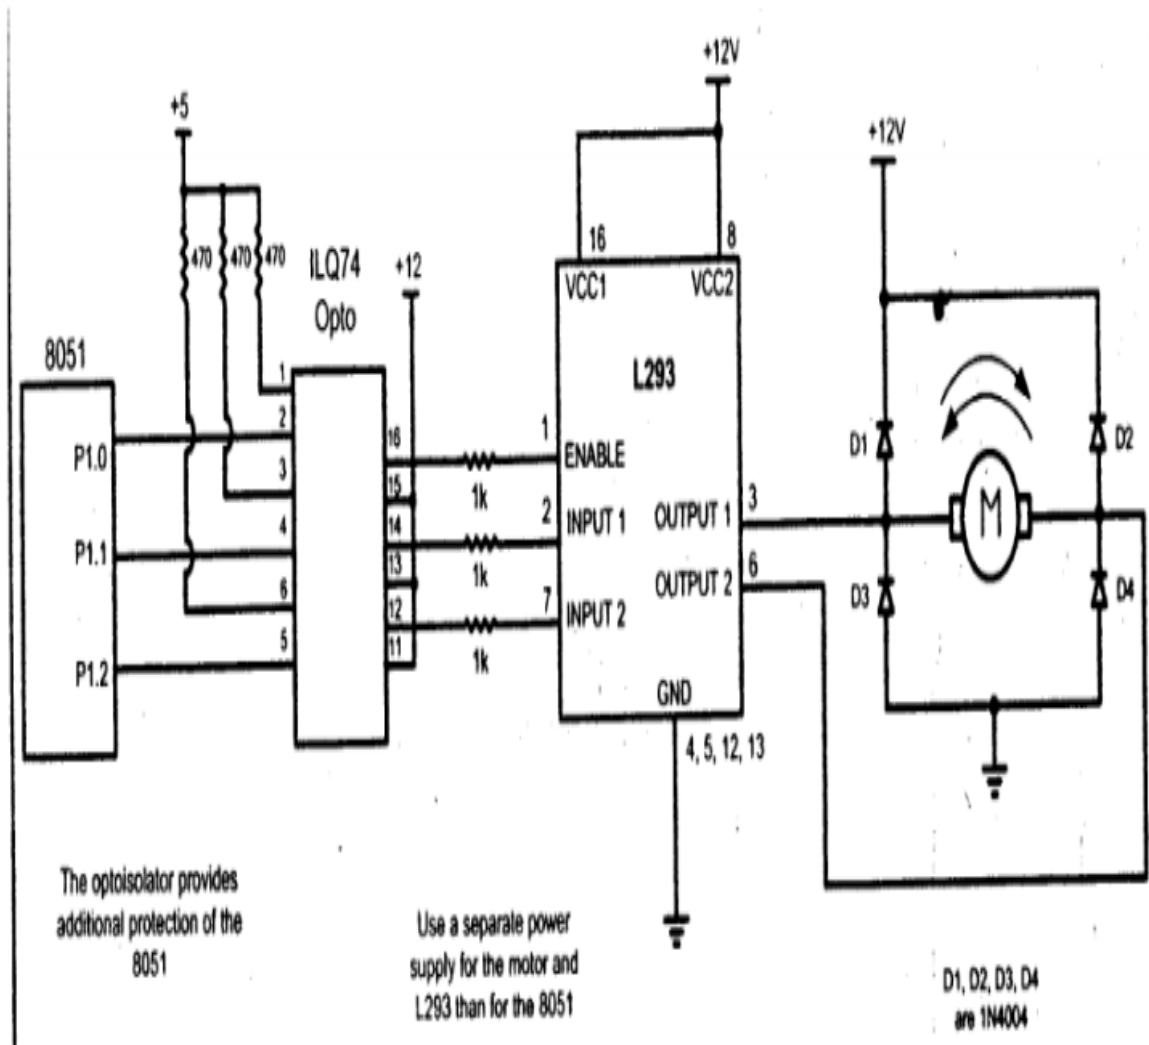 +12V
+5
+12V
470
470
470
ILQ74
Opto
+12
16
8
VCC1
VCC2
8051
L293
1
2
P1.0
16
1
ENABLE
3
15
1k
2
INPUT 1
OUTPUT 1
3
4
14
P1.1
13
1k
6
OUTPUT 2
6
12
7
INPUT 2
5
11
P1.2
1k
GND
4, 5, 12, 13
D1
D2
M
D3
D4
The optoisolator provides
additional protection of the
8051
Use a separate power
supply for the motor and
L293 than for the 8051
D1, D2, D3, D4
are 1N4004